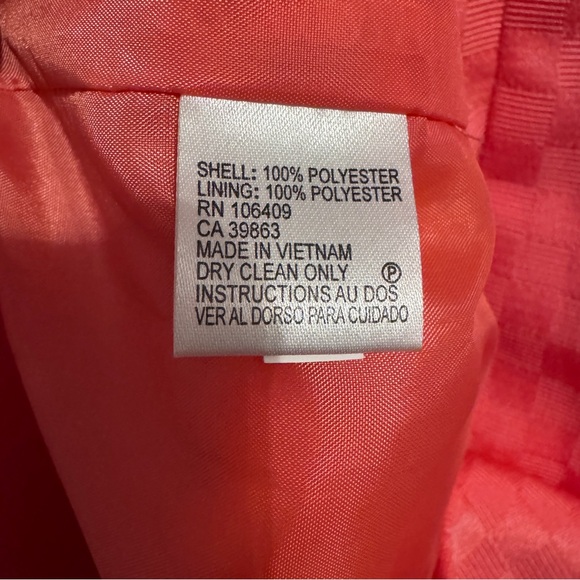 SHELL: 100% POLYESTER
LINING: 100% POLYESTER
RN 106409
CA 39863
MADE IN VIETNAM
DRY CLEAN ONLY Ⓟ
INSTRUCTIONS AU DOS
VER AL DORSO PARA CUIDADO